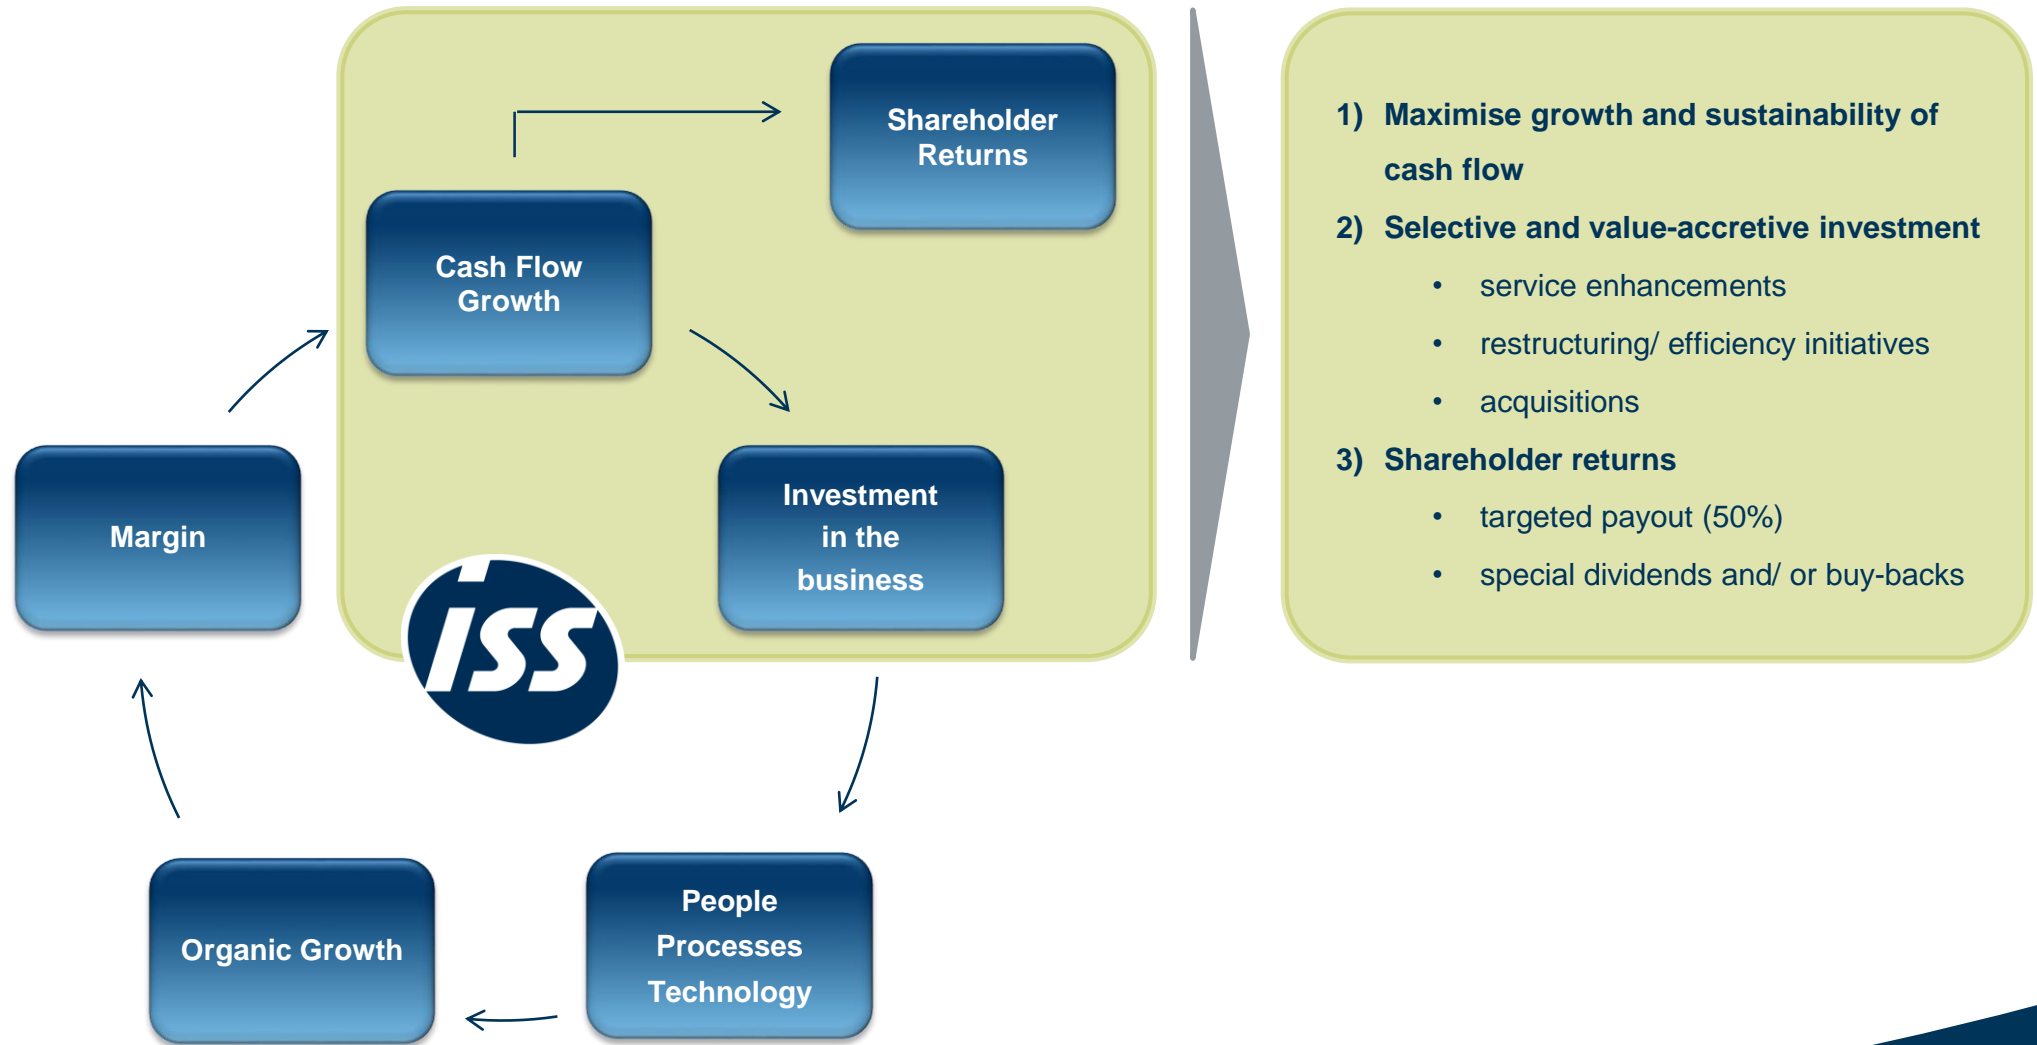 Shareholder
Returns
Cash Flow
Growth
Margin
Investment
in the
business
ISS
Organic Growth
People
Processes
Technology
1) Maximise growth and sustainability of
cash flow
2) Selective and value-accretive investment
• service enhancements
• restructuring/ efficiency initiatives
• acquisitions
3) Shareholder returns
• targeted payout (50%)
• special dividends and/ or buy-backs